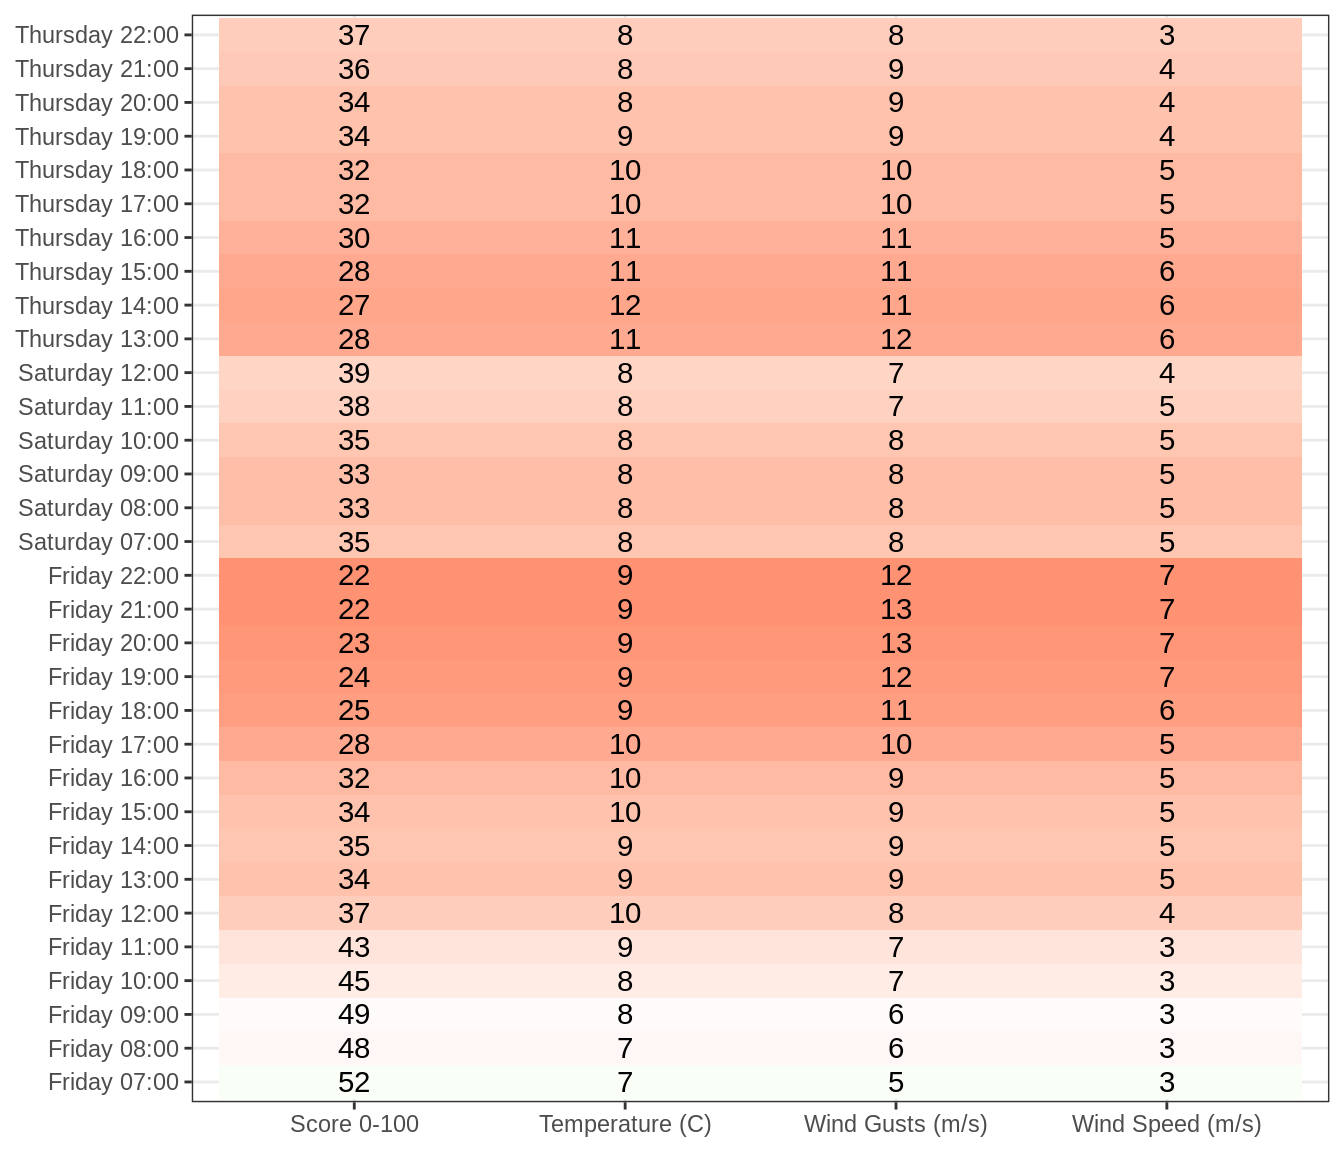 Thursday 22:00 37 8 8 3
Thursday 21:00 36 8 9 4
Thursday 20:00 34 8 9 4
Thursday 19:00 34 9 9 4
Thursday 18:00 32 10 10 5
Thursday 17:00 32 10 10 5
Thursday 16:00 30 11 11 5
Thursday 15:00 28 11 11 6
Thursday 14:00 27 12 11 6
Thursday 13:00 28 11 12 6
Saturday 12:00 39 8 7 4
Saturday 11:00 38 8 7 5
Saturday 10:00 35 8 8 5
Saturday 09:00 33 8 8 5
Saturday 08:00 33 8 8 5
Saturday 07:00 35 8 8 5
Friday 22:00 22 9 12 7
Friday 21:00 22 9 13 7
Friday 20:00 23 9 13 7
Friday 19:00 24 9 12 7
Friday 18:00 25 9 11 6
Friday 17:00 28 10 10 5
Friday 16:00 32 10 9 5
Friday 15:00 34 10 9 5
Friday 14:00 35 9 9 5
Friday 13:00 34 9 9 5
Friday 12:00 37 10 8 4
Friday 11:00 43 9 7 3
Friday 10:00 45 8 7 3
Friday 09:00 49 8 6 3
Friday 08:00 48 7 6 3
Friday 07:00 52 7 5 3
Score 0-100 Temperature (C) Wind Gusts (m/s) Wind Speed (m/s)